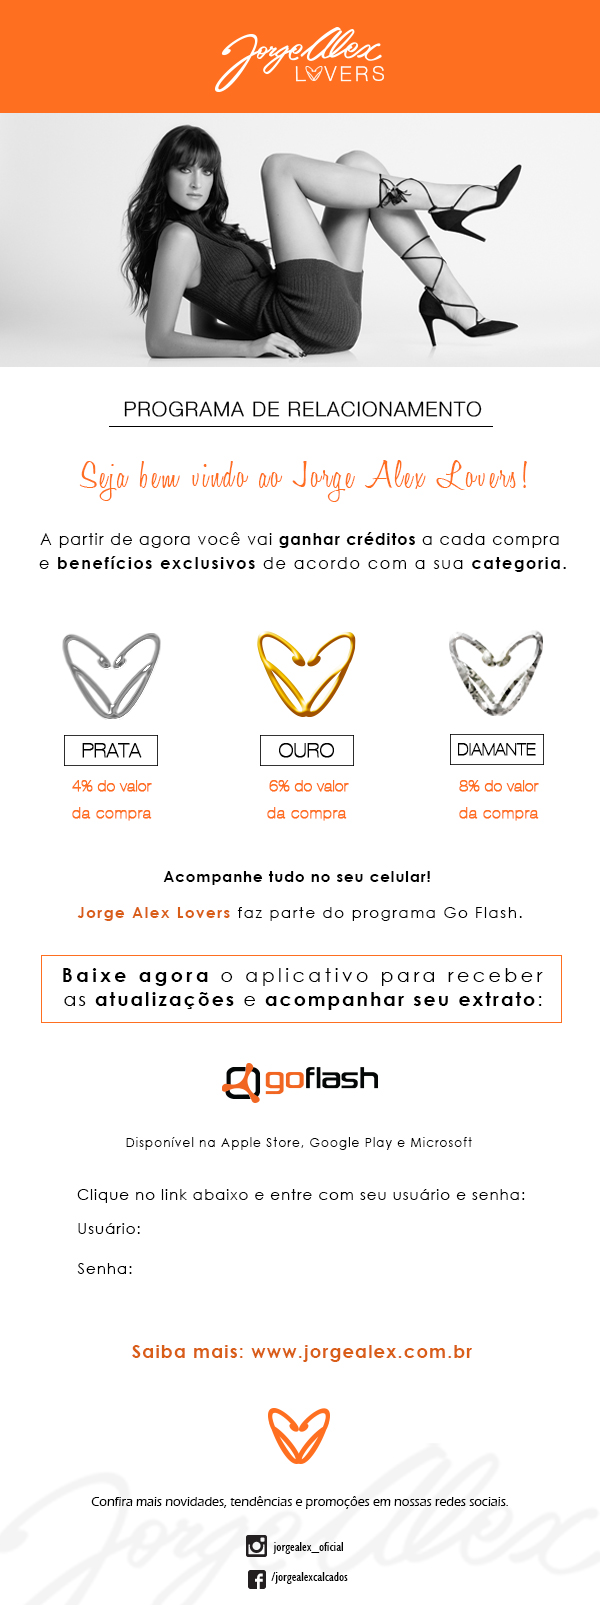 Jorge Alex
LOVERS
PROGRAMA DE RELACIONAMENTO
Seja bem vindo ao Jorge Alex Lovers!
A partir de agora você vai ganhar créditos a cada compra
e benefícios exclusivos de acordo com a sua categoria.
PRATA OURO DIAMANTE
4% do valor 6% do valor 8% do valor
da compra da compra da compra
Acompanhe tudo no seu celular!
Jorge Alex Lovers faz parte do programa Go Flash.
Baixe agora o aplicativo para receber
as atualizações e acompanhar seu extrato:
goflash
Disponível na Apple Store, Google Play e Microsoft
Clique no link abaixo e entre com seu usuário e senha:
Usuário:
Senha:
Saiba mais: www.jorgealex.com.br
Jorge Alex
Confira mais novidades, tendências e promoções em nossas redes sociais.
jorgealex_oficial
/jorgealexcalcados